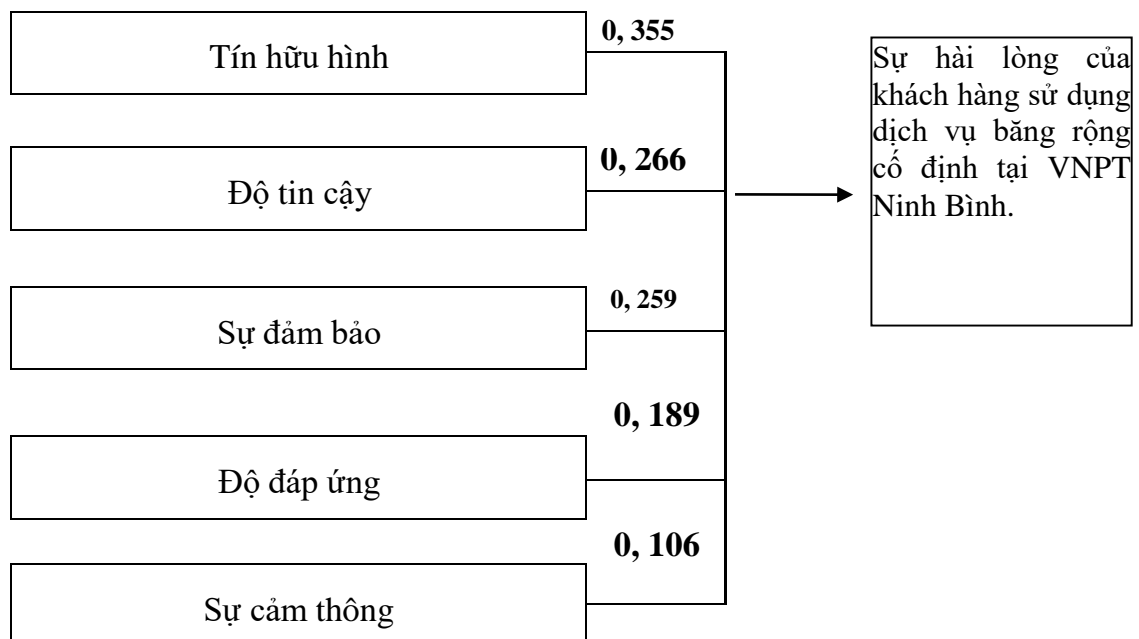 Tín hữu hình
0, 355
Độ tin cậy
0, 266
Sự đảm bảo
0, 259
Độ đáp ứng
0, 189
Sự cảm thông
0, 106
Sự hài lòng của
khách hàng sử dụng
dịch vụ băng rộng
cố định tại VNPT
Ninh Bình.